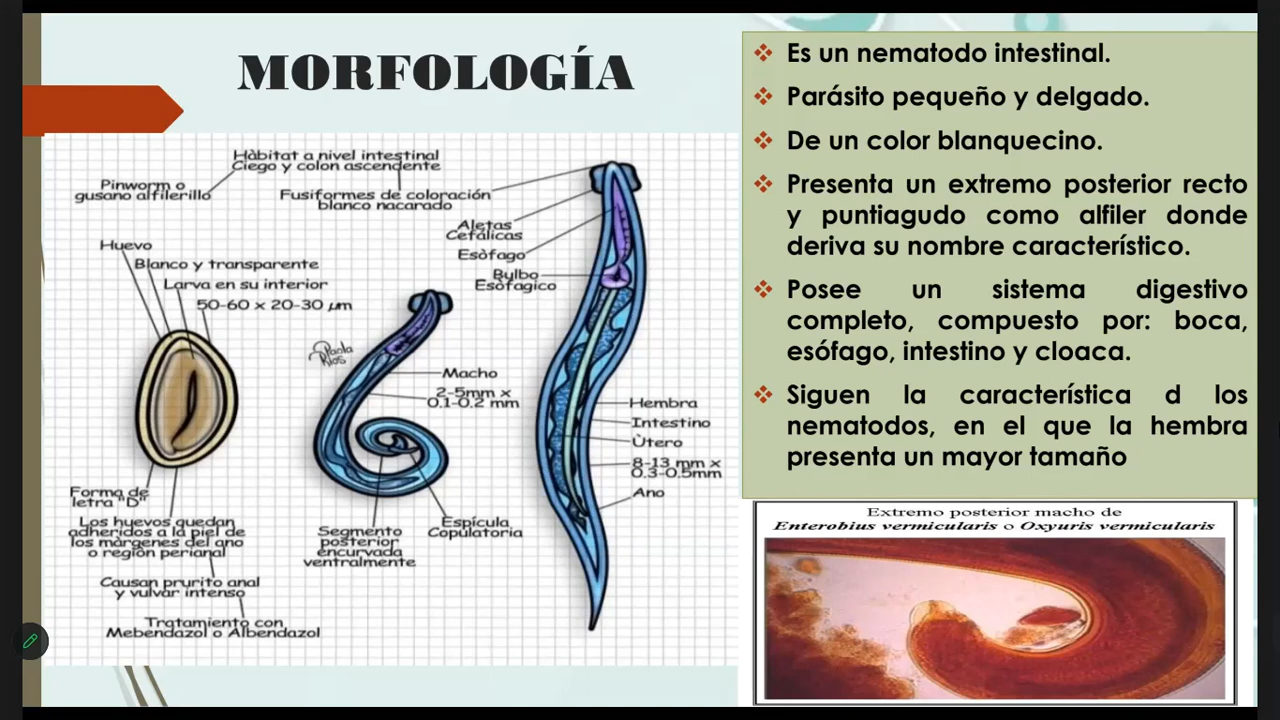 MORFOLOGÍA
Hàbitat a nivel intestinal
Ciego y colon ascendente
Pinworm o
gusano alfilerillo
Fusiformes de coloración
blanco nacarado
Aletas
Cefálicas
Esòfago
Bylbo
Esòfagico
Huevo
Blanco y transparente
Larva en su interior
50-60 x 20-30 µm
Paola
Rios
Macho
2-5mm x
0.1-0.2 mm
Hembra
Intestino
Ùtero
8-13 mm x
0.3-0.5mm
Ano
Forma de
letra "D"
Los huevos quedan
adheridos a la piel de
los màrgenes del ano
o región perianal
Causan prurito anal
y vulvar intenso
Tratamiento con
Mebendazol o Albendazol
Segmento
posterior
encurvada
ventralmente
Espícula
Copulatoria
Es un nematodo intestinal.
Parásito pequeño y delgado.
De un color blanquecino.
Presenta un extremo posterior recto
y puntiagudo como alfiler donde
deriva su nombre característico.
Posee un sistema digestivo
completo, compuesto por: boca,
esófago, intestino y cloaca.
Siguen la característica d los
nematodos, en el que la hembra
presenta un mayor tamaño
Extremo posterior macho de
Enterobius vermicularis o Oxyuris vermicularis